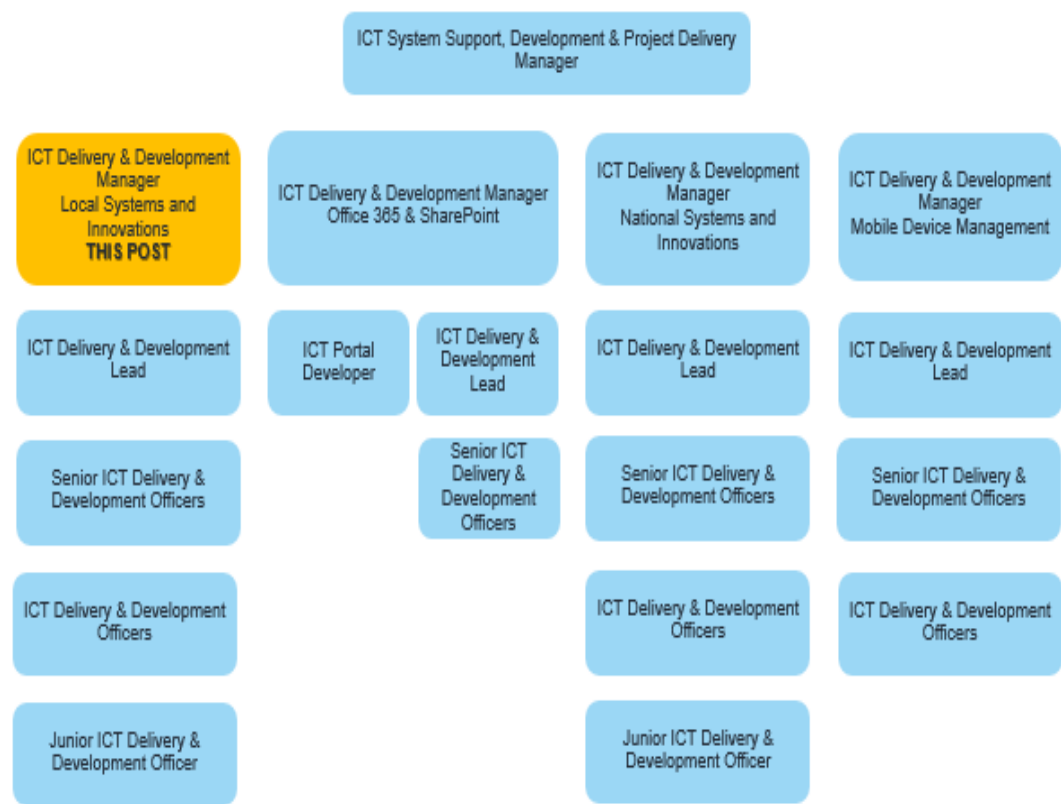 ICT System Support, Development & Project Delivery
Manager
ICT Delivery & Development
Manager
Local Systems and
Innovations
THIS POST
ICT Delivery & Development Manager
Office 365 & SharePoint
ICT Delivery & Development
Manager
National Systems and
Innovations
ICT Delivery & Development
Manager
Mobile Device Management
ICT Delivery & Development
Lead
ICT Portal
Developer
ICT Delivery &
Development
Lead
ICT Delivery & Development
Lead
ICT Delivery & Development
Lead
Senior ICT Delivery &
Development Officers
Senior ICT
Delivery &
Development
Officers
Senior ICT Delivery &
Development Officers
Senior ICT Delivery &
Development Officers
ICT Delivery & Development
Officers
ICT Delivery & Development
Officers
ICT Delivery & Development
Officers
Junior ICT Delivery &
Development Officer
Junior ICT Delivery &
Development Officer